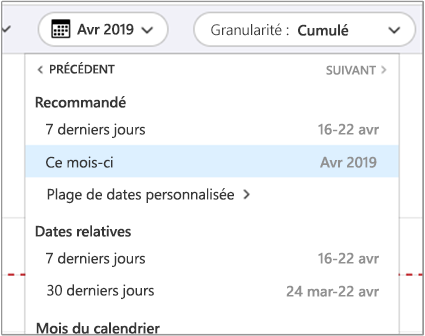 Avr 2019 Granularité : Cumulé
PRÉCÉDENT SUIVANT
Recommandé
7 derniers jours 16-22 avr
Ce mois-ci Avr 2019
Plage de dates personnalisée
Dates relatives
7 derniers jours 16-22 avr
30 derniers jours 24 mar-22 avr
Mois du calendrier